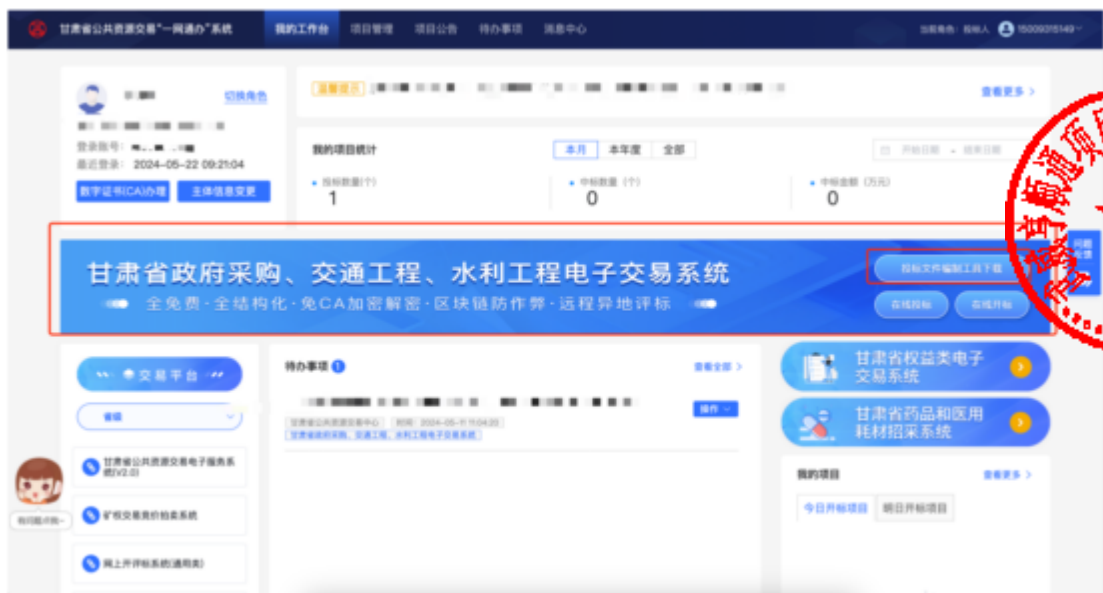 甘肃省公共资源交易“一网通办”系统 我的工作台 项目管理 项目公告 待办事项 消息中心 当前角色: 投标人 15009315149
切换角色
温馨提示
查看更多 >
登录账号:
最近登录: 2024-05-22 09:21:04
数字证书(CA)办理 主体信息变更
我的项目统计 本月 本年度 全部 开始日期 - 结束日期
投标数量(个) 中标数量 (个) 中标金额 (万元)
1 0 0
甘肃省政府采购、交通工程、水利工程电子交易系统
全免费·全结构化·免CA加密解密·区块链防作弊·远程异地评标
投标文件编制工具下载
在线投标 在线开标
问题
反馈
交易平台
省级
待办事项 1 查看全部 >
操作
甘肃省公共资源交易中心 时间: 2024-05-11 11:04:20
甘肃省政府采购、交通工程、水利工程电子交易系统
甘肃省权益类电子
交易系统
甘肃省药品和医用
耗材招采系统
甘肃省公共资源交易电子服务系
统(V2.0)
矿权交易竞价拍卖系统
网上开评标系统(通用类)
我的项目 查看更多 >
今日开标项目 明日开标项目
有问题点我~